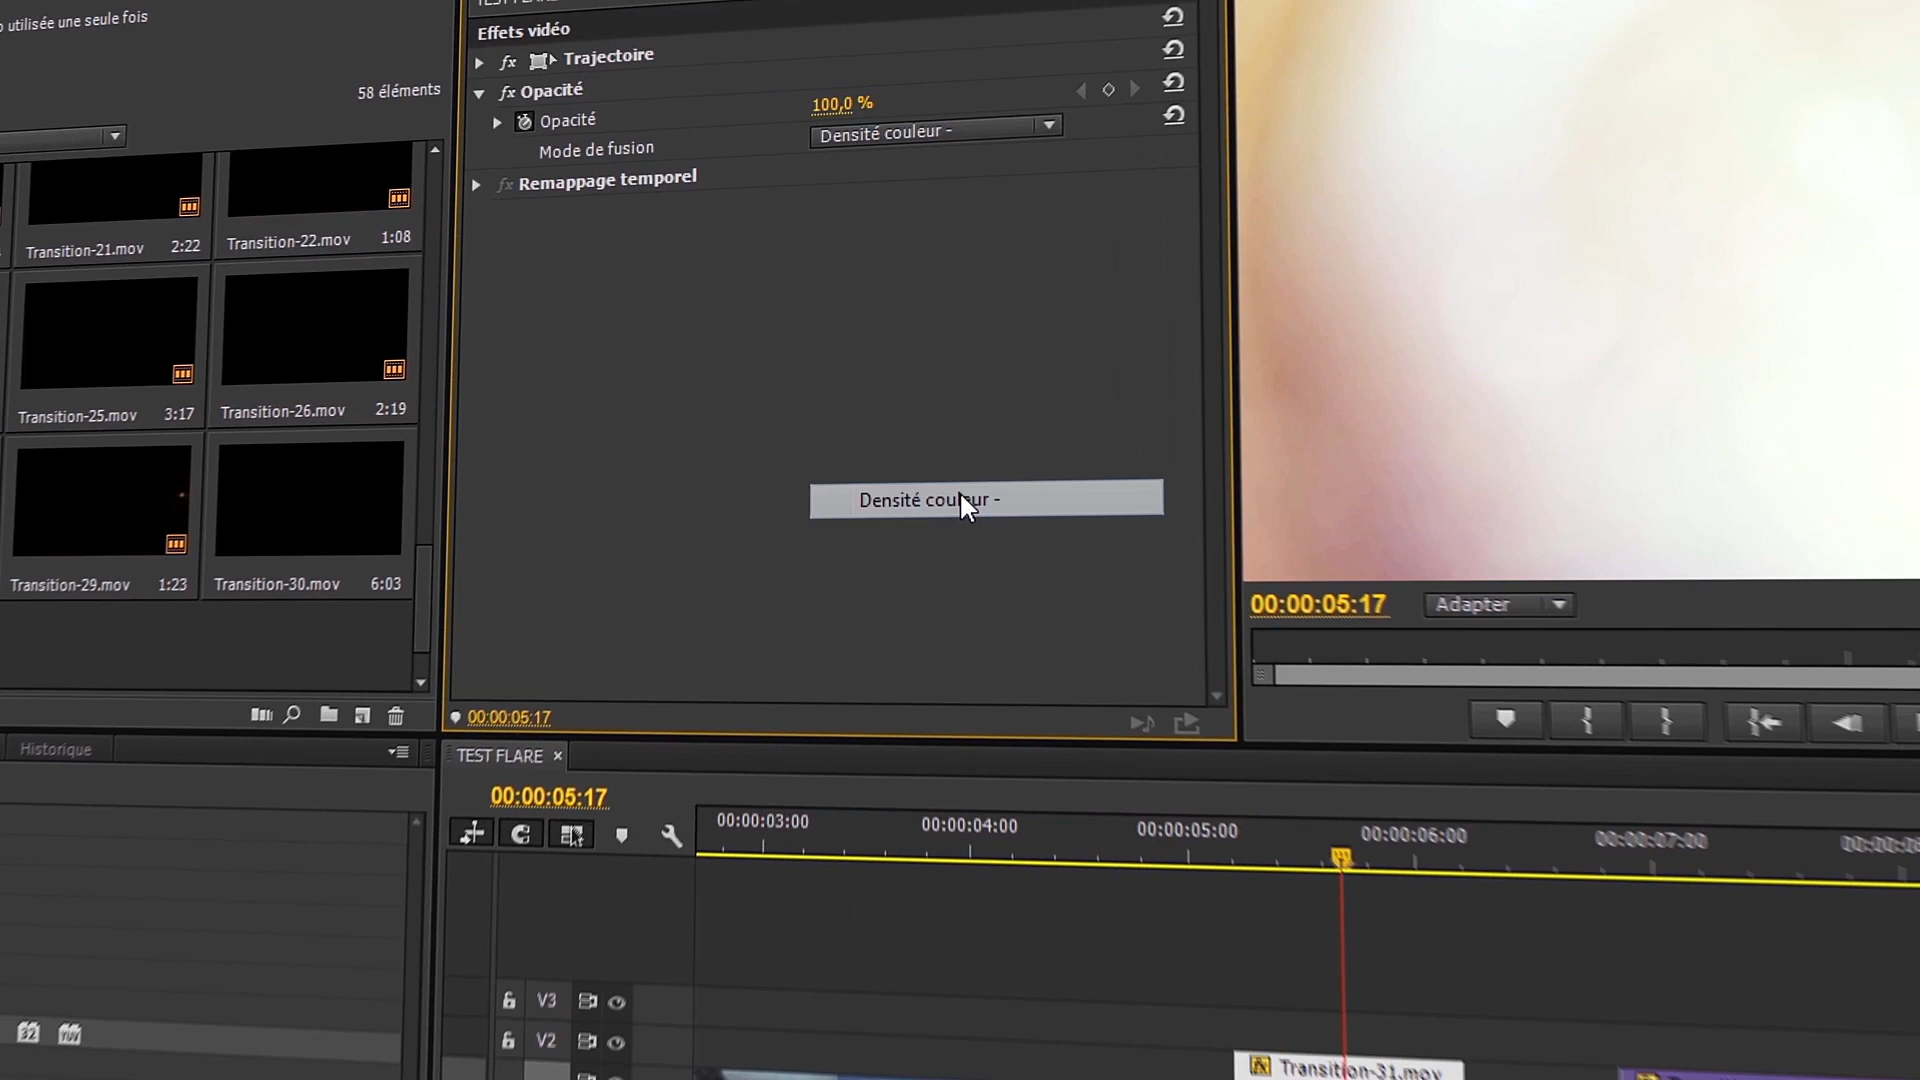 utilisée une seule fois
58 éléments
Transition-21.mov 2:22
Transition-22.mov 1:08
Transition-25.mov 3:17
Transition-26.mov 2:19
Transition-29.mov 1:23
Transition-30.mov 6:03
Historique
32
Effets vidéo
fx Trajectoire
fx Opacité
Opacité 100,0 %
Mode de fusion Densité couleur -
fx Remappage temporel
Densité couleur -
00:00:05:17
00:00:05:17
Adapter
TEST FLARE ×
00:00:05:17
00:00:03:00
00:00:04:00
00:00:05:00
00:00:06:00
00:00:07:00
V3
V2
Transition-31.mov